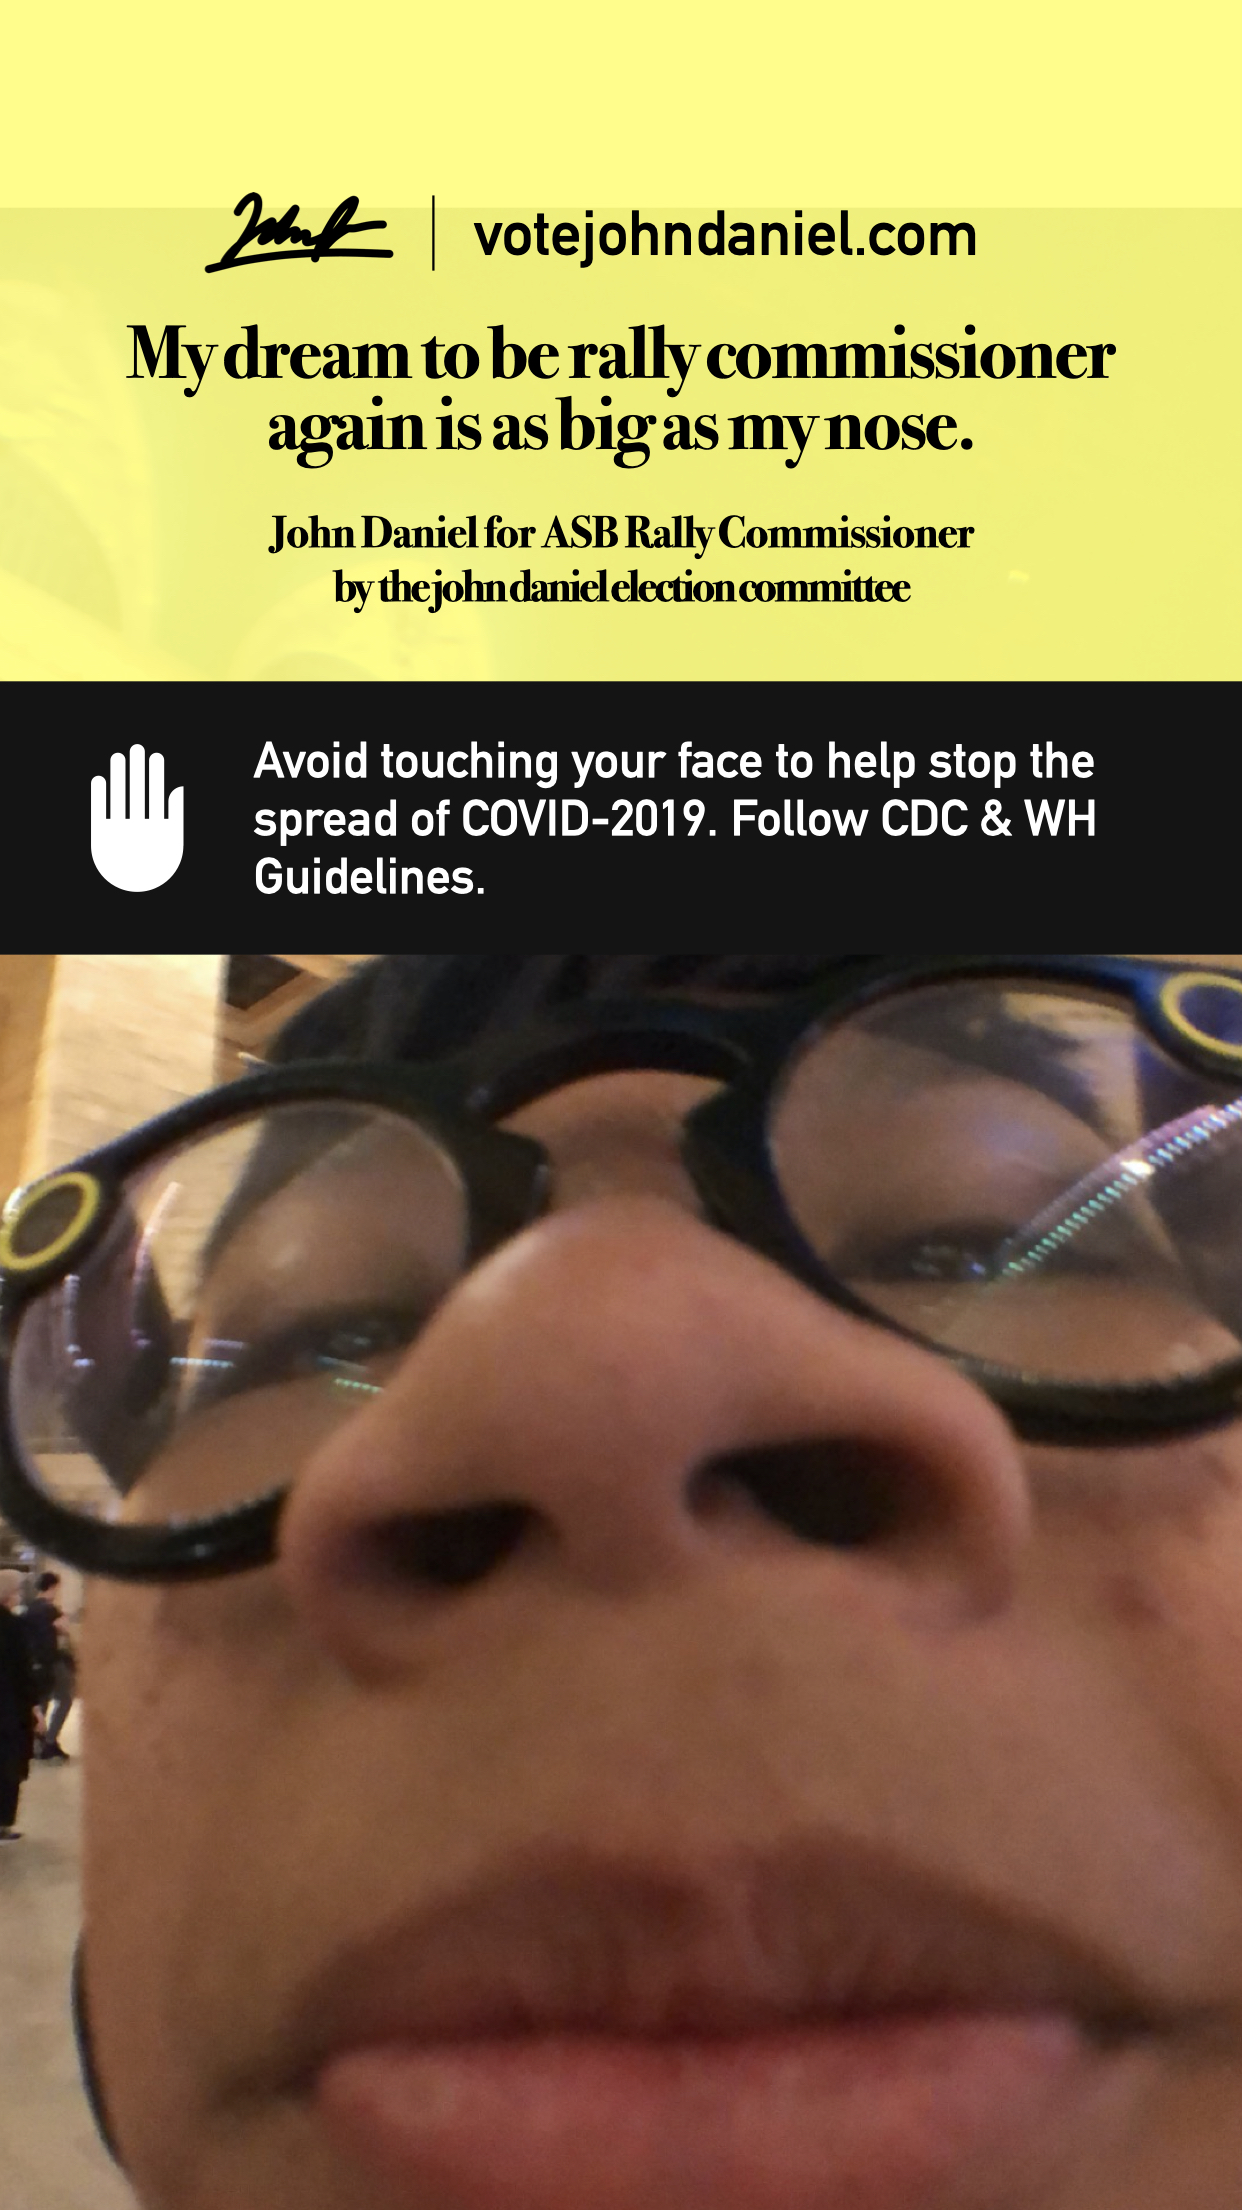 votejohndaniel.com
My dream to be rally commissioner
again is as big as my nose.
John Daniel for ASB Rally Commissioner
by the john daniel election committee
Avoid touching your face to help stop the
spread of COVID-2019. Follow CDC & WH
Guidelines.